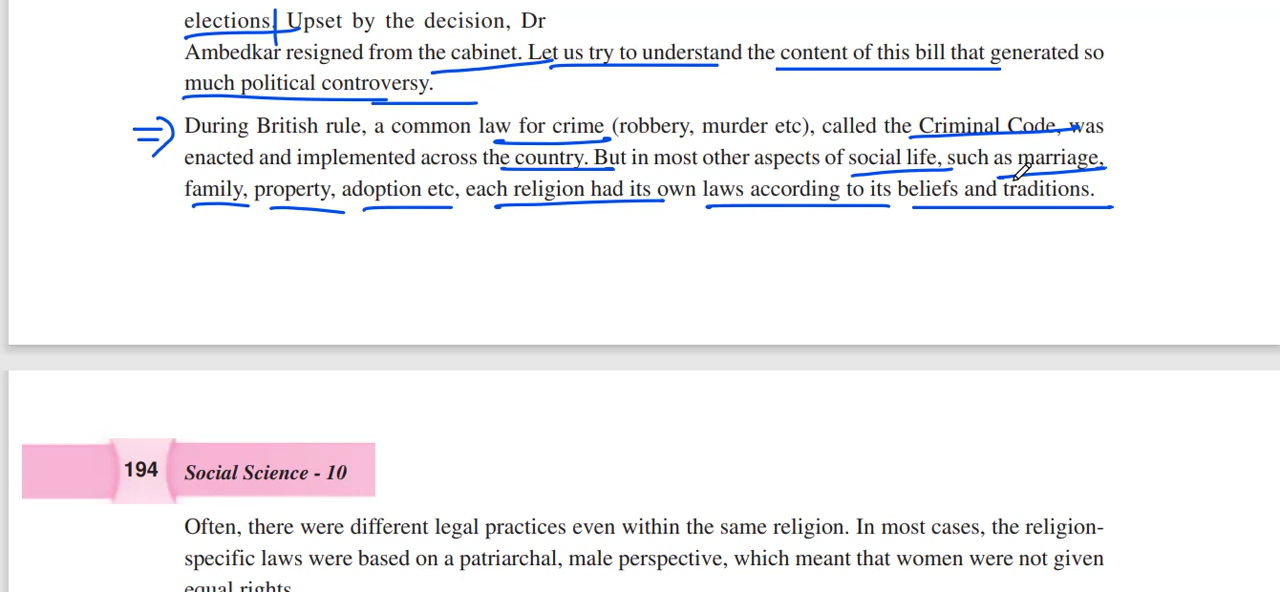 elections. Upset by the decision, Dr
Ambedkar resigned from the cabinet. Let us try to understand the content of this bill that generated so
much political controversy.
During British rule, a common law for crime (robbery, murder etc), called the Criminal Code, was
enacted and implemented across the country. But in most other aspects of social life, such as marriage,
family, property, adoption etc, each religion had its own laws according to its beliefs and traditions.
194 Social Science - 10
Often, there were different legal practices even within the same religion. In most cases, the religion-
specific laws were based on a patriarchal, male perspective, which meant that women were not given
equal rights.